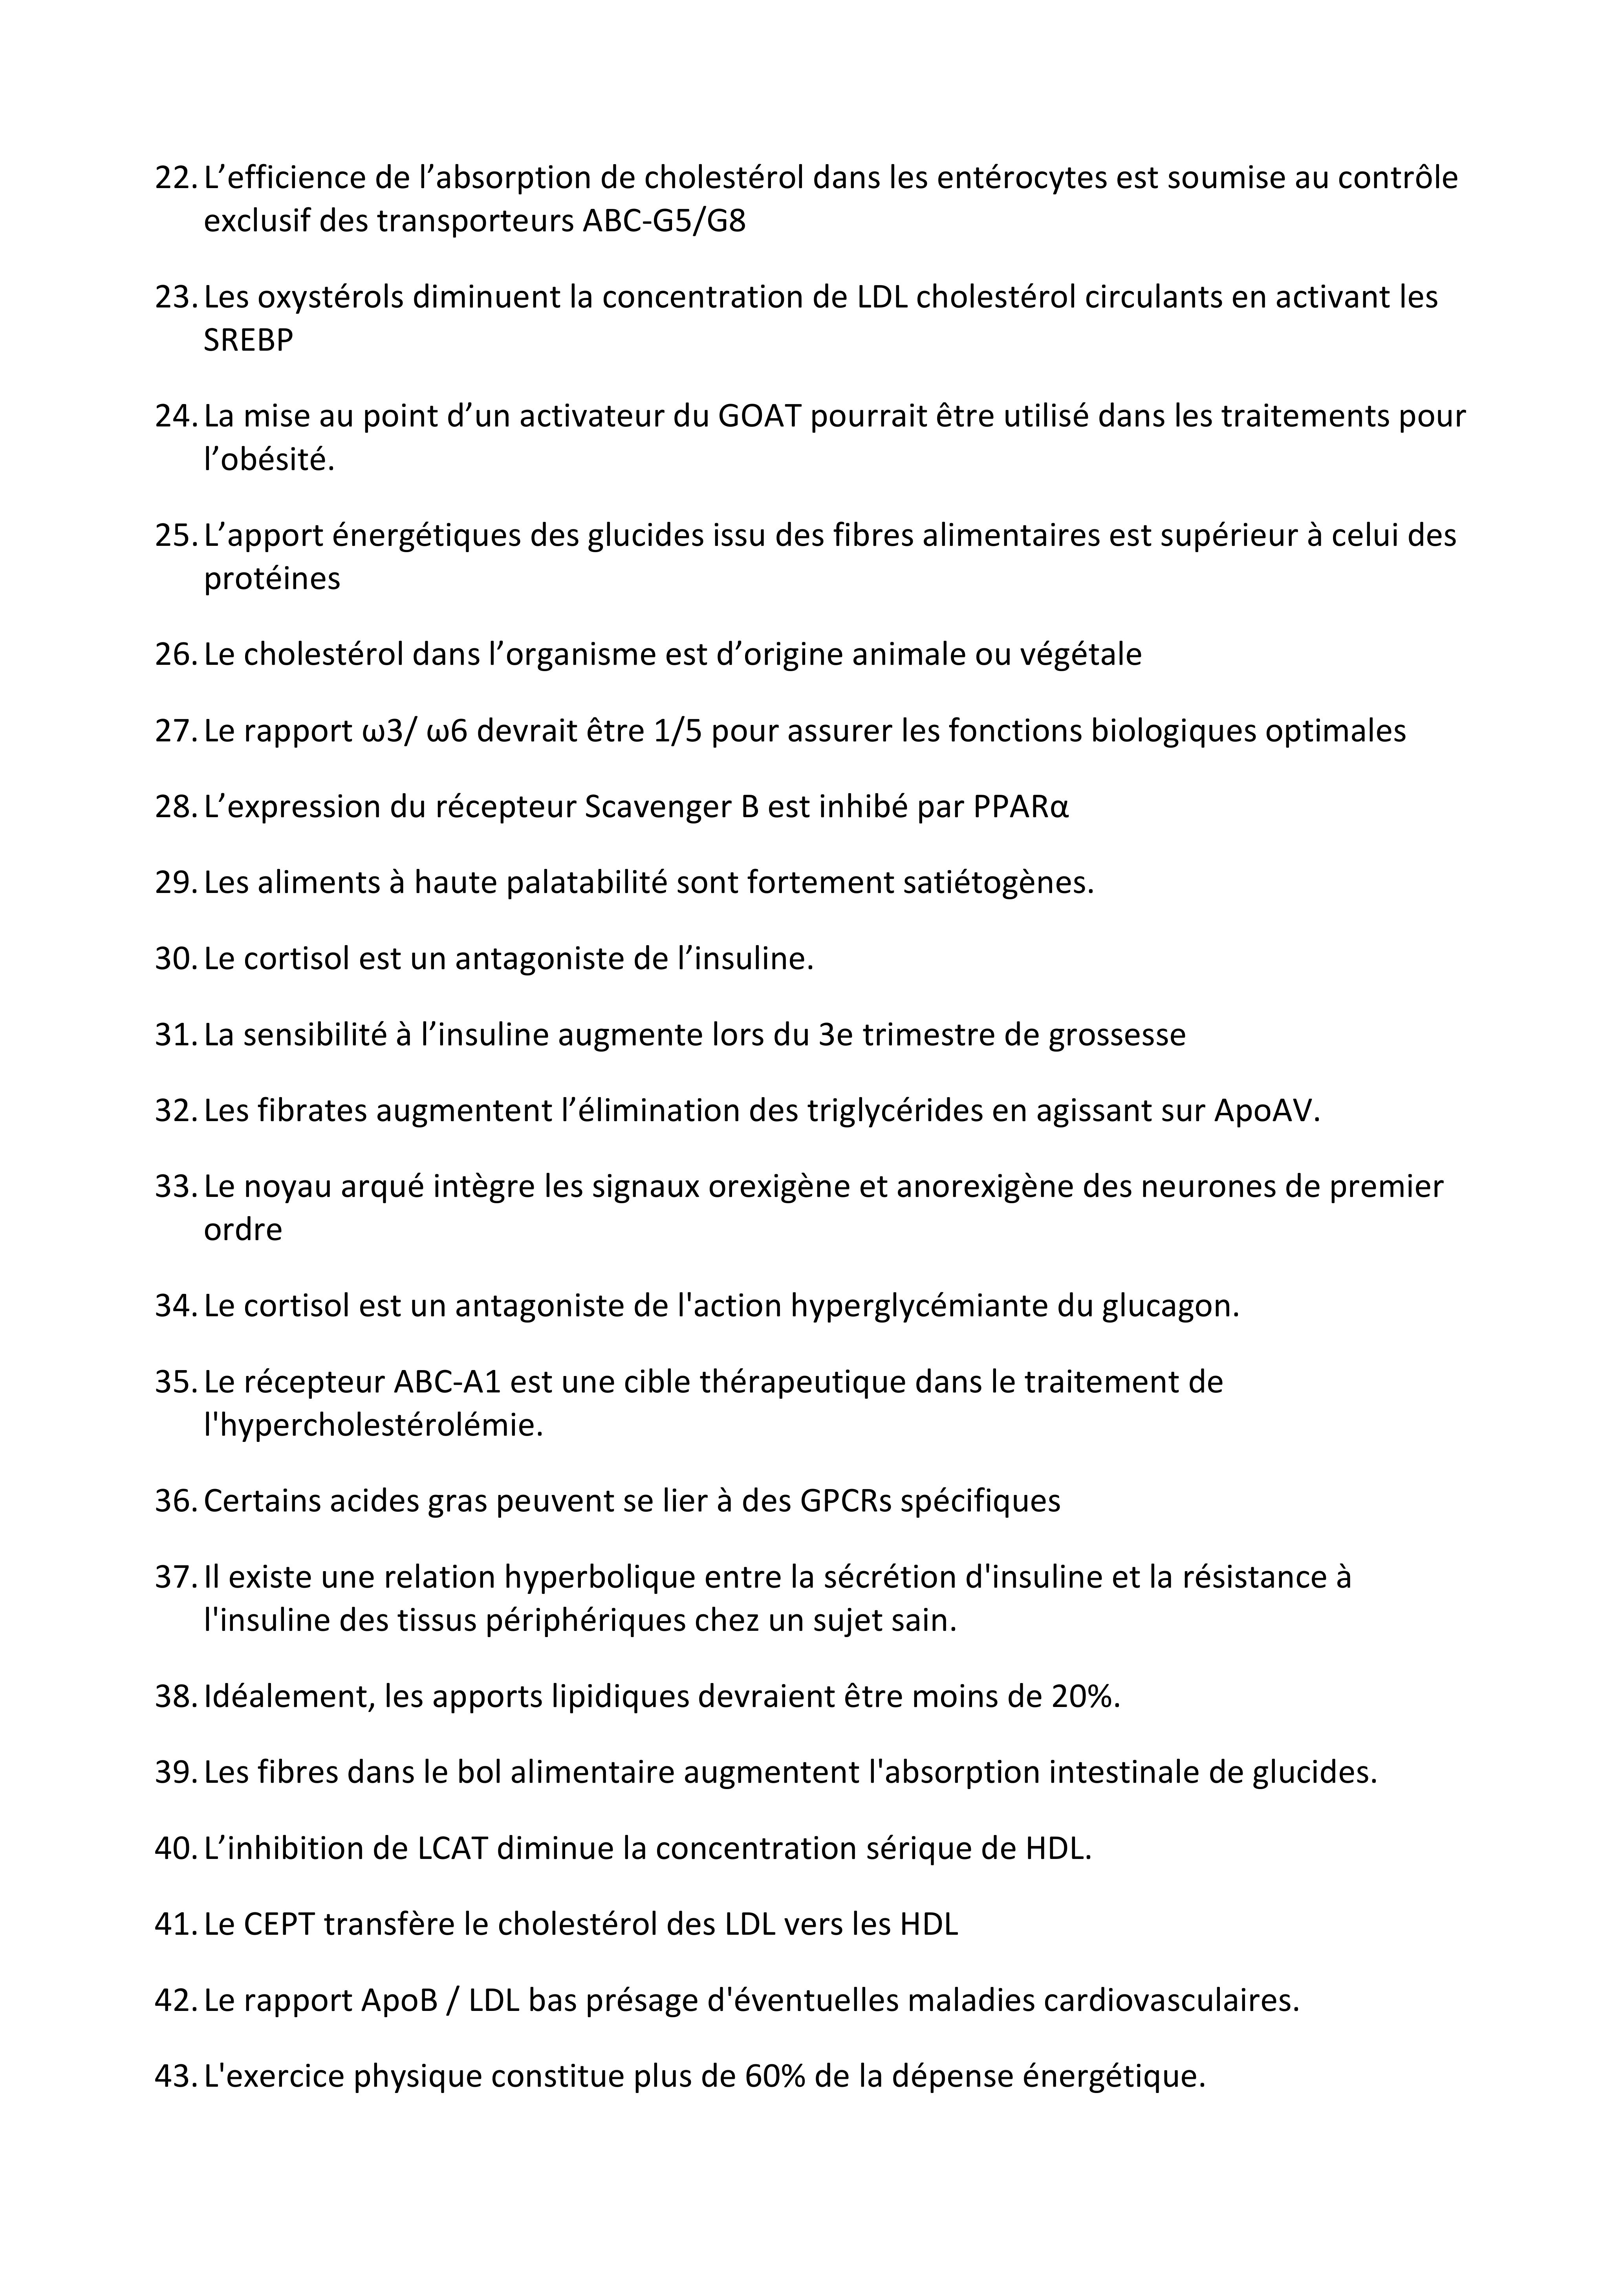 22. L’efficience de l’absorption de cholestérol dans les entérocytes est soumise au contrôle
exclusif des transporteurs ABC-G5/G8
23. Les oxystérols diminuent la concentration de LDL cholestérol circulants en activant les
SREBP
24. La mise au point d’un activateur du GOAT pourrait être utilisé dans les traitements pour
l’obésité.
25. L’apport énergétiques des glucides issu des fibres alimentaires est supérieur à celui des
protéines
26. Le cholestérol dans l’organisme est d’origine animale ou végétale
27. Le rapport ω3/ ω6 devrait être 1/5 pour assurer les fonctions biologiques optimales
28. L’expression du récepteur Scavenger B est inhibé par PPARα
29. Les aliments à haute palatabilité sont fortement satiétogènes.
30. Le cortisol est un antagoniste de l’insuline.
31. La sensibilité à l’insuline augmente lors du 3e trimestre de grossesse
32. Les fibrates augmentent l’élimination des triglycérides en agissant sur ApoAV.
33. Le noyau arqué intègre les signaux orexigène et anorexigène des neurones de premier
ordre
34. Le cortisol est un antagoniste de l'action hyperglycémiante du glucagon.
35. Le récepteur ABC-A1 est une cible thérapeutique dans le traitement de
l'hypercholestérolémie.
36. Certains acides gras peuvent se lier à des GPCRs spécifiques
37. Il existe une relation hyperbolique entre la sécrétion d'insuline et la résistance à
l'insuline des tissus périphériques chez un sujet sain.
38. Idéalement, les apports lipidiques devraient être moins de 20%.
39. Les fibres dans le bol alimentaire augmentent l'absorption intestinale de glucides.
40. L’inhibition de LCAT diminue la concentration sérique de HDL.
41. Le CEPT transfère le cholestérol des LDL vers les HDL
42. Le rapport ApoB / LDL bas présage d'éventuelles maladies cardiovasculaires.
43. L'exercice physique constitue plus de 60% de la dépense énergétique.